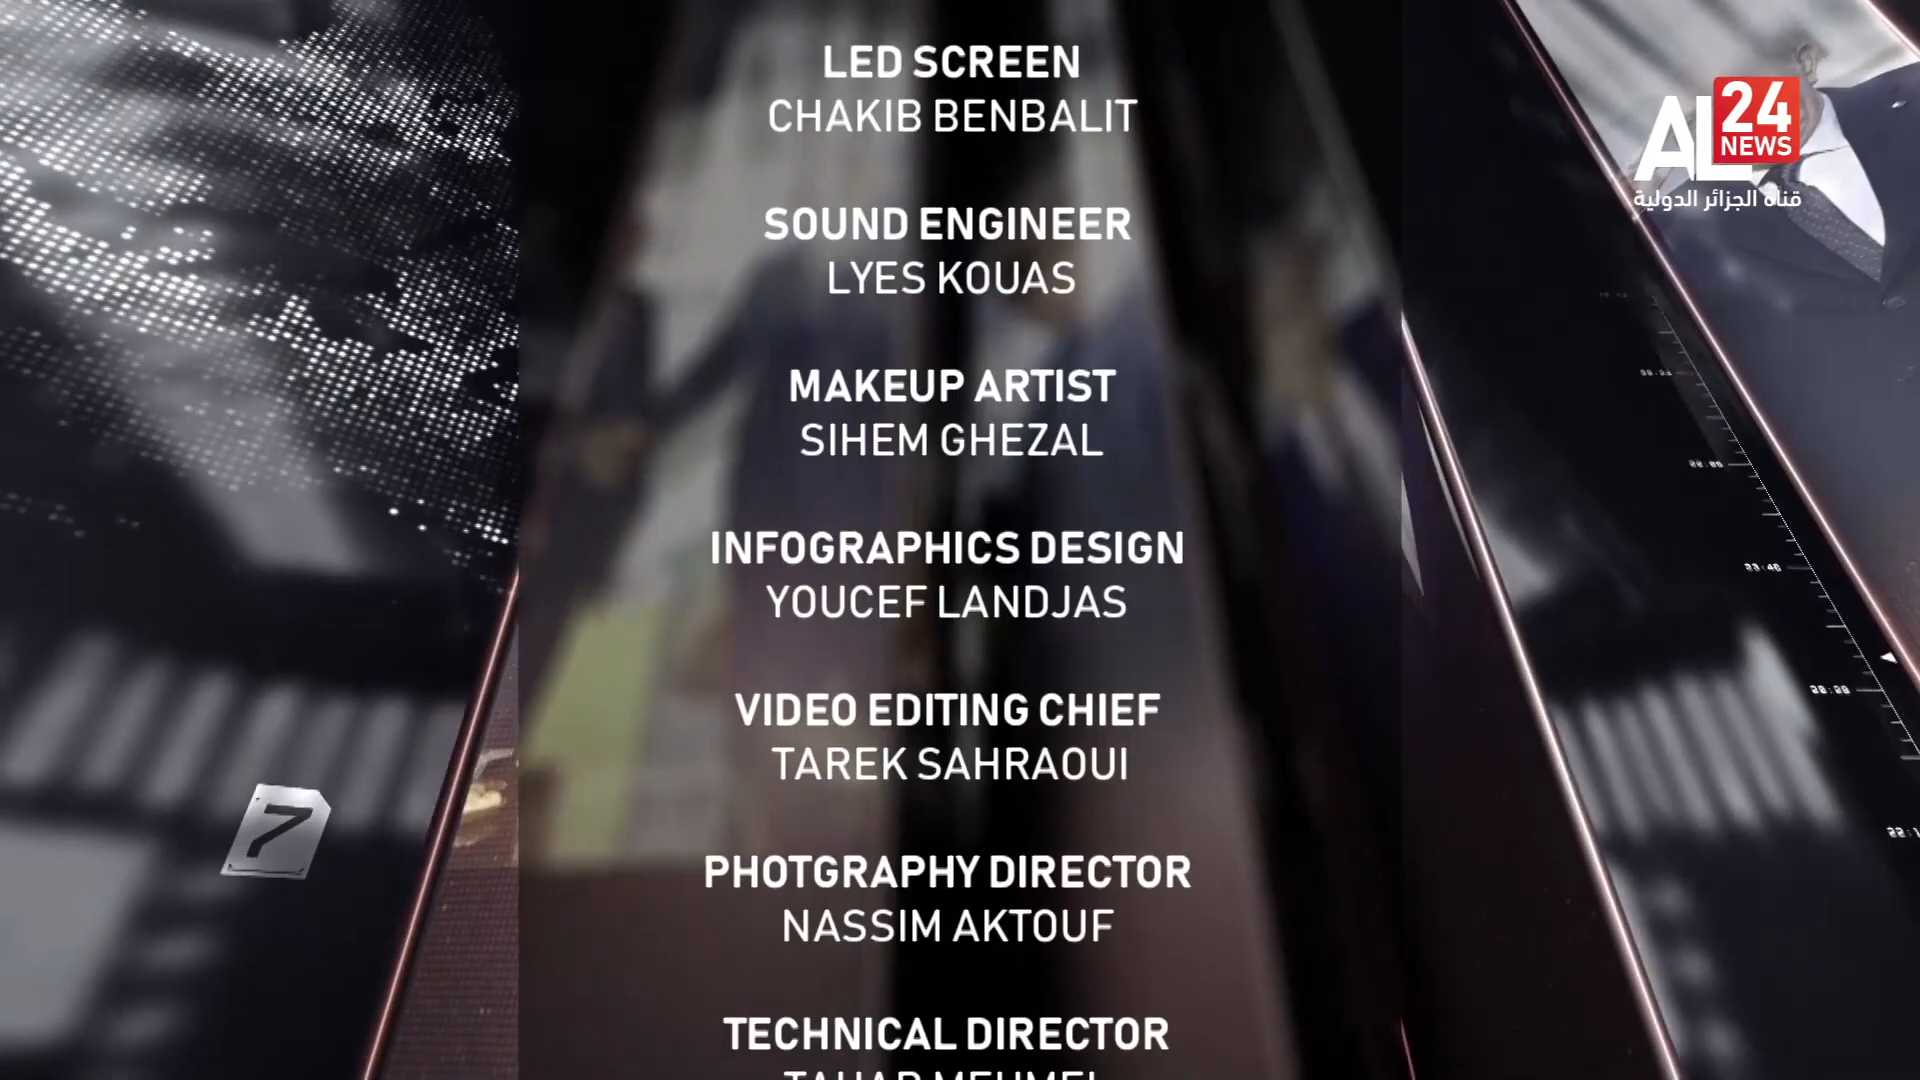 LED SCREEN
CHAKIB BENBALIT
SOUND ENGINEER
LYES KOUAS
MAKEUP ARTIST
SIHEM GHEZAL
INFOGRAPHICS DESIGN
YOUCEF LANDJAS
VIDEO EDITING CHIEF
TAREK SAHRAOUI
PHOTGRAPHY DIRECTOR
NASSIM AKTOUF
TECHNICAL DIRECTOR
AL 24 NEWS
قناة الجزائر الدولية
7